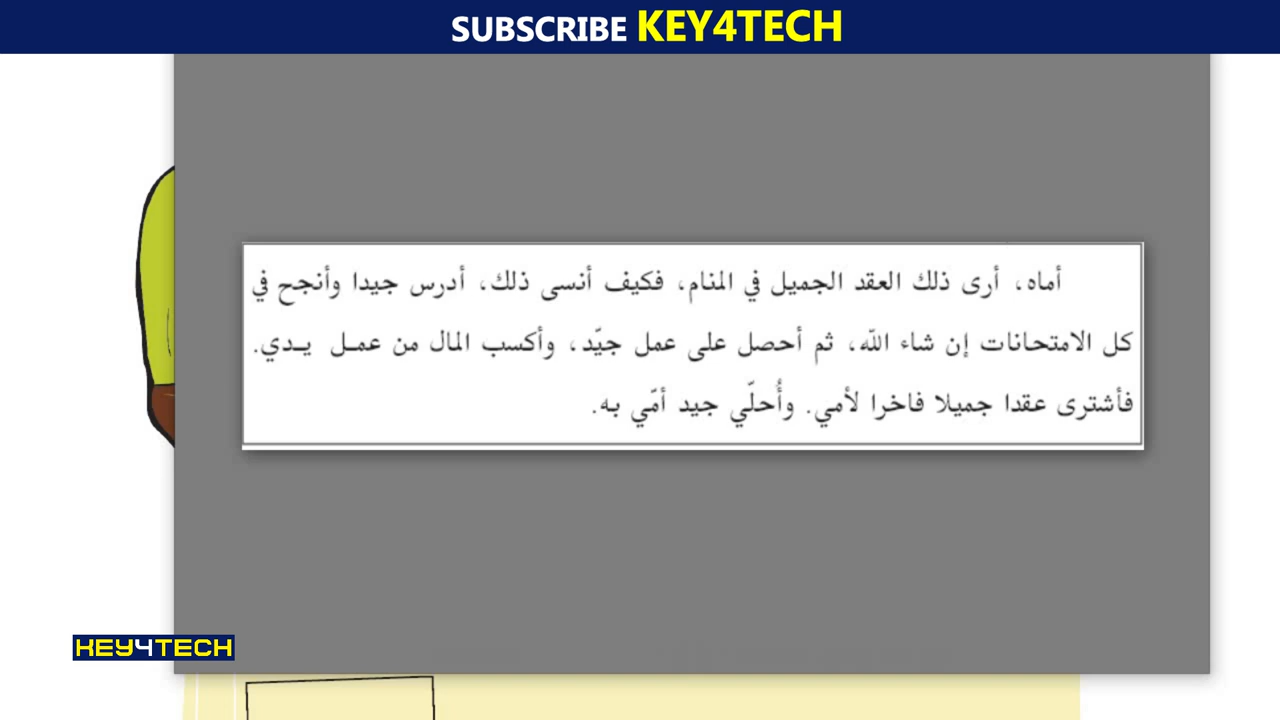 SUBSCRIBE KEY4TECH
أماه، أرى ذلك العقد الجميل في المنام، فكيف أنسى ذلك، أدرس جيدا وأنجح في
كل الامتحانات إن شاء الله، ثم أحصل على عمل جيّد، وأكسب المال من عمـل يـدي.
فأشترى عقدا جميلا فاخرا لأمي. وأُحلّي جيد أمّي به.
KEY4TECH